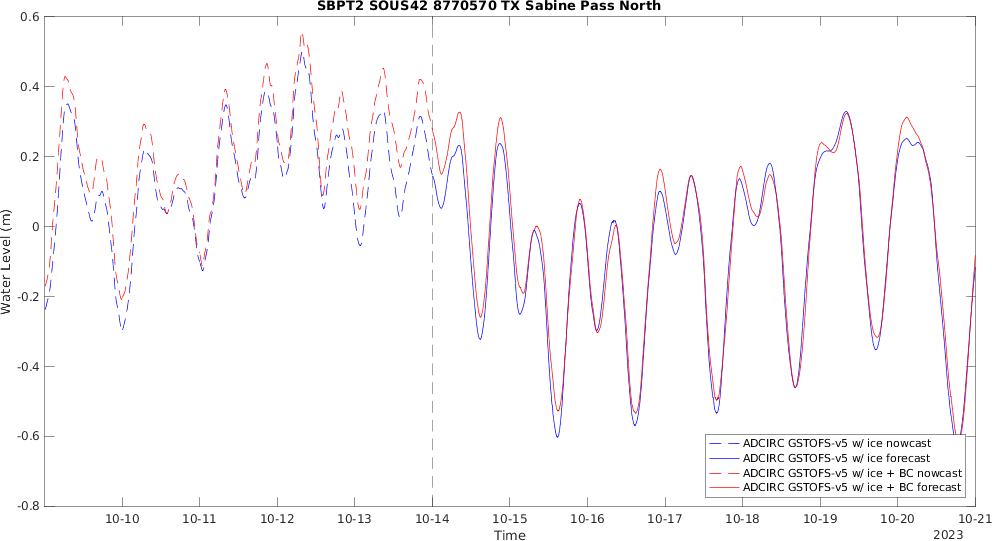 SBPT2 SOUS42 8770570 TX Sabine Pass North
0.6
0.4
0.2
0
-0.2
-0.4
-0.6
-0.8
Water Level (m)
ADCIRC GSTOFS-v5 w/ ice nowcast
ADCIRC GSTOFS-v5 w/ ice forecast
ADCIRC GSTOFS-v5 w/ ice + BC nowcast
ADCIRC GSTOFS-v5 w/ ice + BC forecast
10-10 10-11 10-12 10-13 10-14 10-15 10-16 10-17 10-18 10-19 10-20 10-21
Time
2023